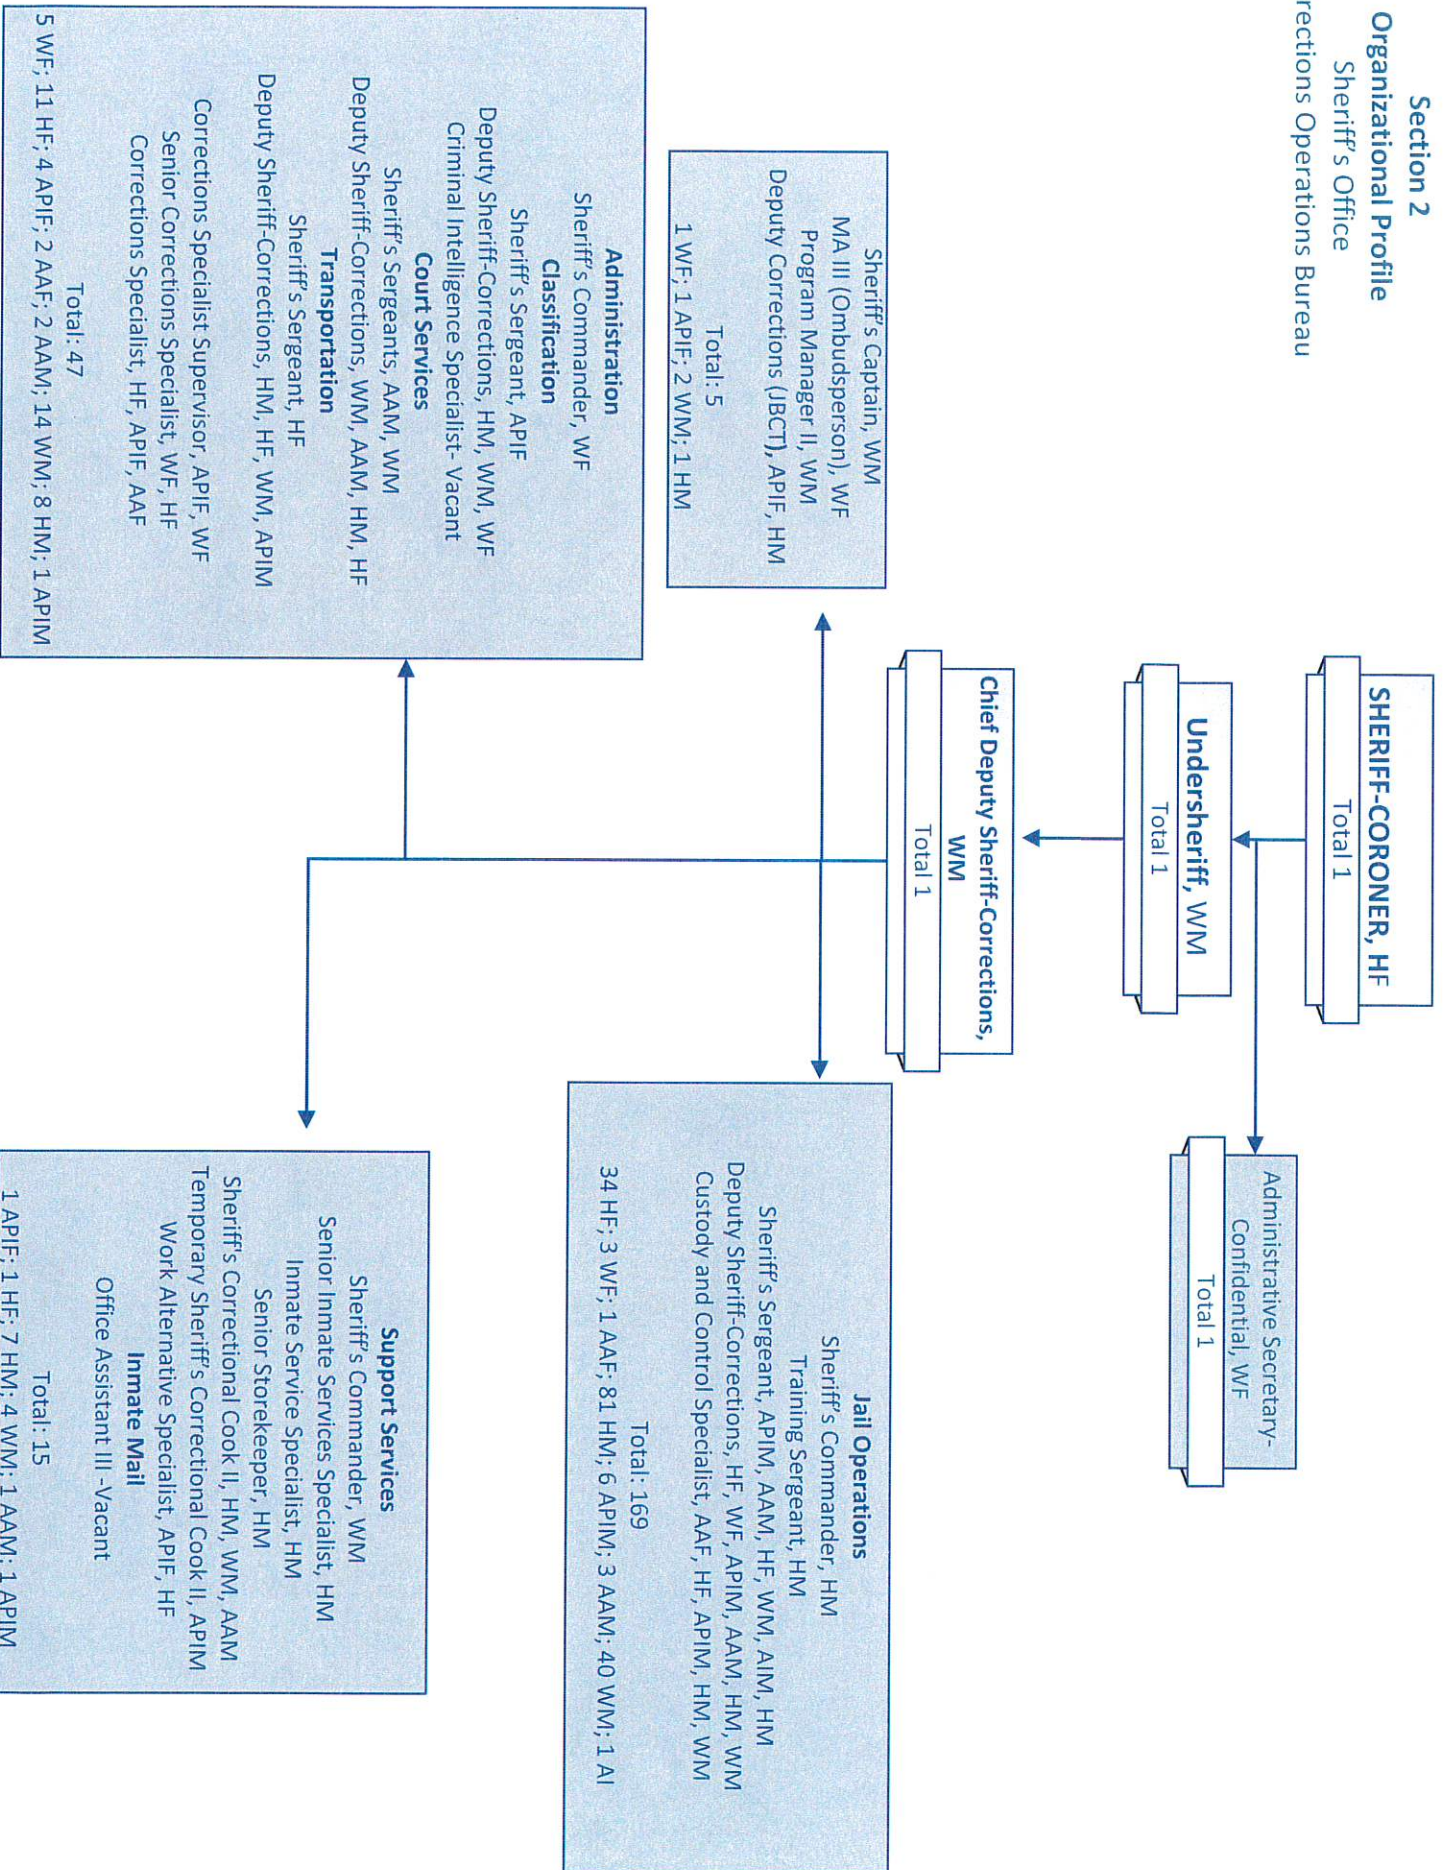 Section 2
Organizational Profile
Sheriff's Office
rections Operations Bureau
SHERIFF-CORONER, HF
Total 1
Administrative Secretary-
Confidential, WF
Total 1
Undersheriff, WM
Total 1
Chief Deputy Sheriff-Corrections,
WM
Total 1
Sheriff's Captain, WM
MA III (Ombudsperson), WF
Program Manager II, WM
Deputy Corrections (JBCT), APIF, HM
Total: 5
1 WF; 1 APIF; 2 WM; 1 HM
Jail Operations
Sheriff's Commander, HM
Training Sergeant, HM
Sheriff's Sergeant, APIM, AAM, HF, WM, AIM, HM
Deputy Sheriff-Corrections, HF, WF, APIM, AAM, HM, WM
Custody and Control Specialist, AAF, HF, APIM, HM, WM
Total: 169
34 HF; 3 WF; 1 AAF; 81 HM; 6 APIM; 3 AAM; 40 WM; 1 AI
Administration
Sheriff's Commander, WF
Classification
Sheriff's Sergeant, APIF
Deputy Sheriff-Corrections, HM, WM, WF
Criminal Intelligence Specialist- Vacant
Court Services
Sheriff's Sergeants, AAM, WM
Deputy Sheriff-Corrections, WM, AAM, HM, HF
Transportation
Sheriff's Sergeant, HF
Deputy Sheriff-Corrections, HM, HF, WM, APIM
Corrections Specialist Supervisor, APIF, WF
Senior Corrections Specialist, WF, HF
Corrections Specialist, HF, APIF, AAF
Total: 47
5 WF; 11 HF; 4 APIF; 2 AAF; 2 AAM; 14 WM; 8 HM; 1 APIM
Support Services
Sheriff's Commander, WM
Senior Inmate Services Specialist, HM
Inmate Service Specialist, HM
Senior Storekeeper, HM
Sheriff's Correctional Cook II, HM, WM, AAM
Temporary Sheriff's Correctional Cook II, APIM
Work Alternative Specialist, APIF, HF
Inmate Mail
Office Assistant III -Vacant
Total: 15
1 APIF; 1 HF; 7 HM; 4 WM; 1 AAM; 1 APIM